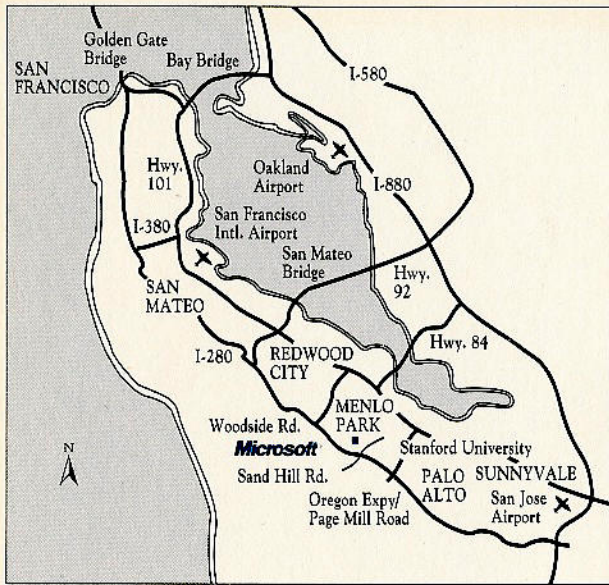 Golden Gate
Bridge
Bay Bridge
SAN
FRANCISCO
I-580
Hwy.
101
Oakland
Airport
I-880
San Francisco
Intl. Airport
I-380
San Mateo
Bridge
Hwy.
92
SAN
MATEO
I-280
REDWOOD
CITY
Hwy. 84
MENLO
PARK
Woodside Rd.
Microsoft
Stanford University
Sand Hill Rd.
PALO
ALTO
SUNNYVALE
Oregon Expy/
Page Mill Road
San Jose
Airport
N